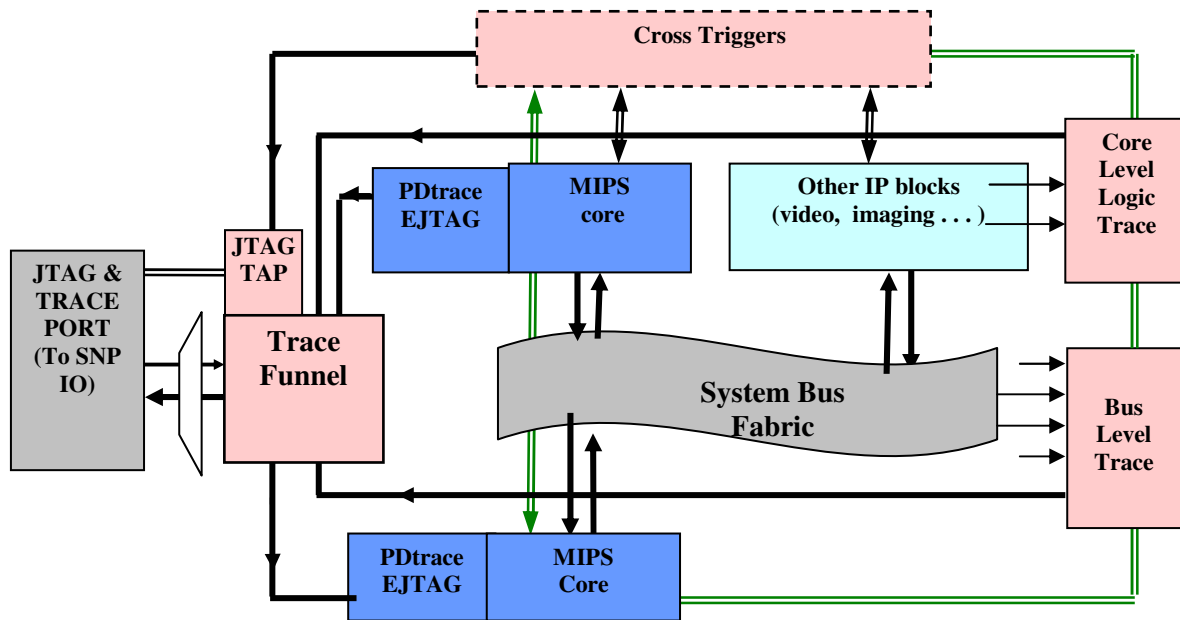 Cross Triggers
Core
Level
Logic
Trace
PDtrace
EJTAG
MIPS
core
Other IP blocks
(video, imaging . . . )
JTAG
TAP
JTAG &
TRACE
PORT
(To SNP
IO)
Trace
Funnel
System Bus
Fabric
Bus
Level
Trace
PDtrace
EJTAG
MIPS
Core